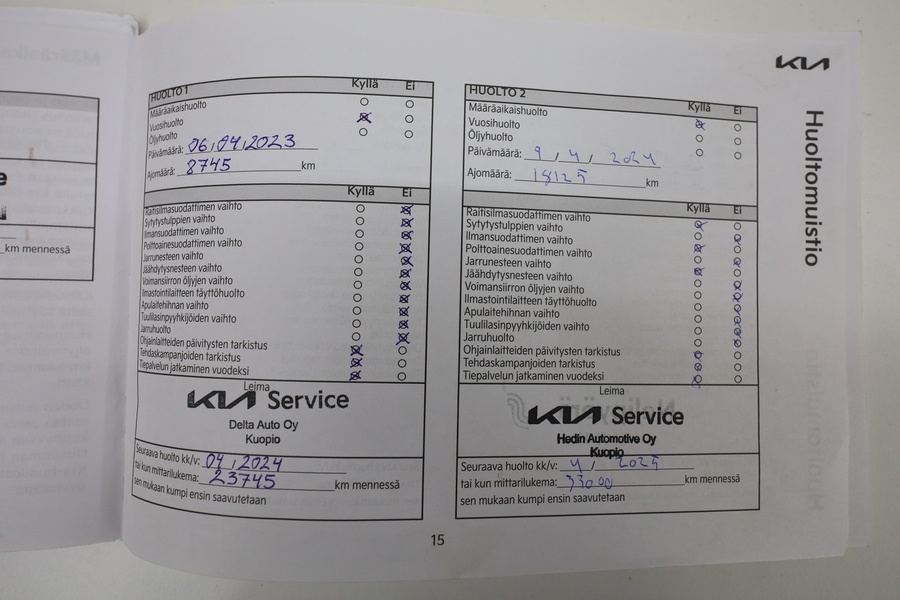 KIA
Huoltomuistio
e
km mennessä
HUOLTO 1
Kyllä Ei
Määräaikaishuolto
Vuosihuolto
Öljyhuolto
Päivämäärä: 06/04/2023
Ajomäärä: 8745 km
Kyllä Ei
Raitisilmasuodattimen vaihto
Sytytystulppien vaihto
Ilmansuodattimen vaihto
Polttoainesuodattimen vaihto
Jarrunesteen vaihto
Jäähdytysnesteen vaihto
Voimansiirron öljyjen vaihto
Ilmastointilaitteen täyttöhuolto
Apulaitehihnan vaihto
Tuulilasinpyyhkijöiden vaihto
Jarruhuolto
Ohjainlaitteiden päivitysten tarkistus
Tehdaskampanjoiden tarkistus
Tiepalvelun jatkaminen vuodeksi
Leima
KIA Service
Delta Auto Oy
Kuopio
Seuraava huolto kk/v: 04/2024
tai kun mittarilukema: 23745 km mennessä
sen mukaan kumpi ensin saavutetaan
HUOLTO 2
Kyllä Ei
Määräaikaishuolto
Vuosihuolto
Öljyhuolto
Päivämäärä: 9/4/2024
Ajomäärä: 18125 km
Kyllä Ei
Raitisilmasuodattimen vaihto
Sytytystulppien vaihto
Ilmansuodattimen vaihto
Polttoainesuodattimen vaihto
Jarrunesteen vaihto
Jäähdytysnesteen vaihto
Voimansiirron öljyjen vaihto
Ilmastointilaitteen täyttöhuolto
Apulaitehihnan vaihto
Tuulilasinpyyhkijöiden vaihto
Jarruhuolto
Ohjainlaitteiden päivitysten tarkistus
Tehdaskampanjoiden tarkistus
Tiepalvelun jatkaminen vuodeksi
Leima
KIA Service
Hedin Automotive Oy
Kuopio
Seuraava huolto kk/v: 4/2025
tai kun mittarilukema: 33000 km mennessä
sen mukaan kumpi ensin saavutetaan
15